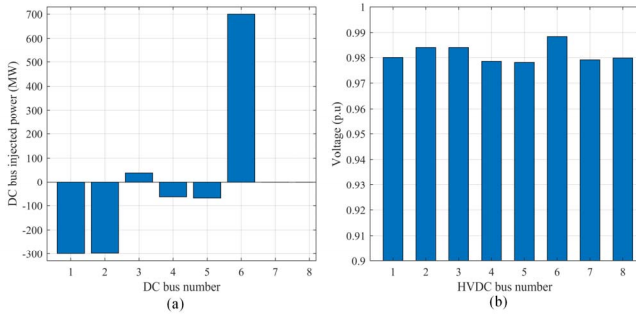 700
600
500
400
300
200
100
0
-100
-200
-300
1 2 3 4 5 6 7 8
DC bus injected power (MW)
DC bus number
(a)
1
0.99
0.98
0.97
0.96
0.95
0.94
0.93
0.92
0.91
0.9
1 2 3 4 5 6 7 8
Voltage (p.u)
HVDC bus number
(b)